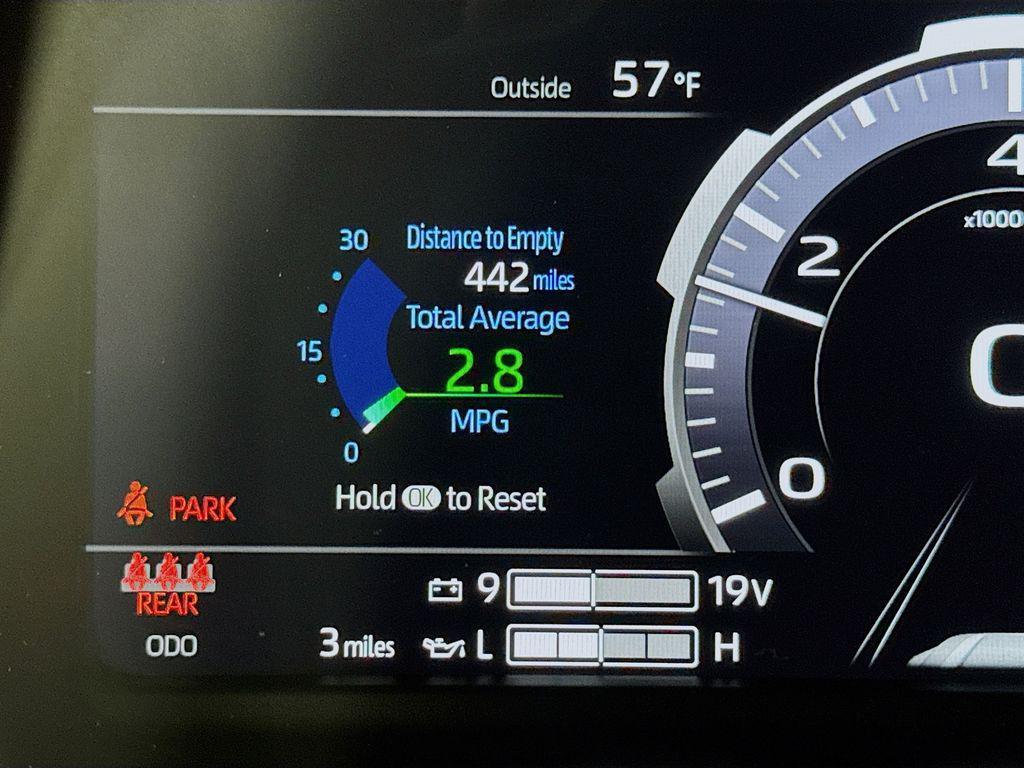 Outside 57°F
4
x1000
30 Distance to Empty
442 miles
2
Total Average
15
2.8
MPG
0
0
Hold OK to Reset
PARK
REAR
9 19V
ODO 3 miles L H